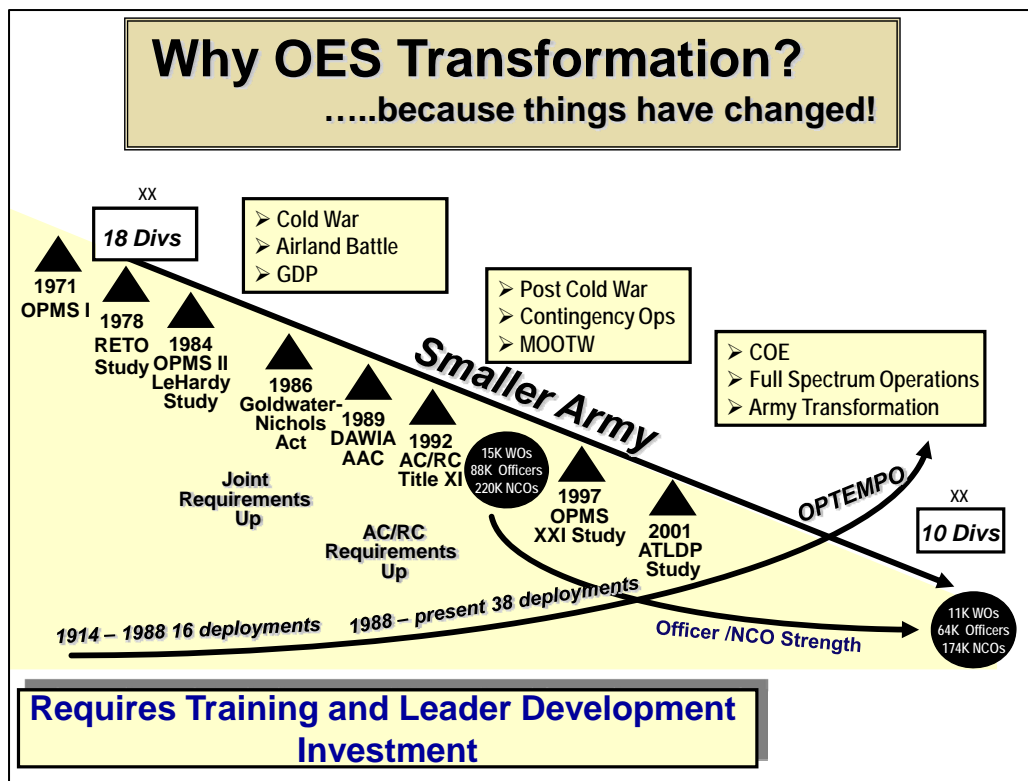 Why OES Transformation?
…..because things have changed!
XX
18 Divs
➢ Cold War
➢ Airland Battle
➢ GDP
➢ Post Cold War
➢ Contingency Ops
➢ MOOTW
➢ COE
➢ Full Spectrum Operations
➢ Army Transformation
1971
OPMS I
1978
RETO
Study
1984
OPMS II
LeHardy
Study
1986
Goldwater-
Nichols
Act
1989
DAWIA
AAC
1992
AC/RC
Title XI
15K WOs
88K Officers
220K NCOs
1997
OPMS
XXI Study
2001
ATLDP
Study
Smaller Army
OPTEMPO
XX
10 Divs
Joint
Requirements
Up
AC/RC
Requirements
Up
1914 – 1988 16 deployments
1988 – present 38 deployments
Officer /NCO Strength
11K WOs
64K Officers
174K NCOs
Requires Training and Leader Development
Investment